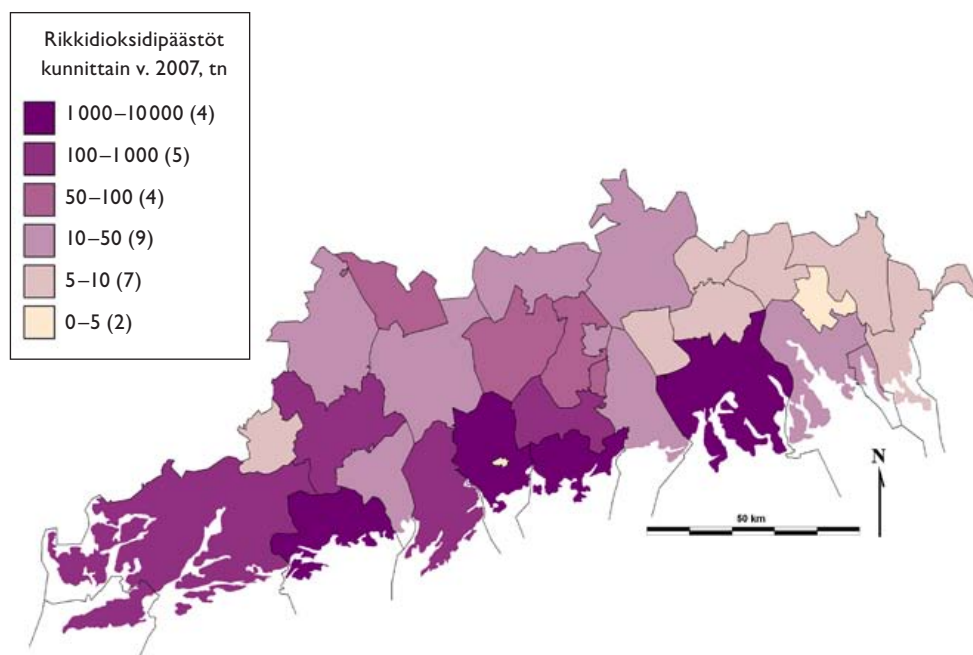 Rikkidioksidipäästöt
kunnittain v. 2007, tn
1 000–10 000 (4)
100–1 000 (5)
50–100 (4)
10–50 (9)
5–10 (7)
0–5 (2)
N
50 km